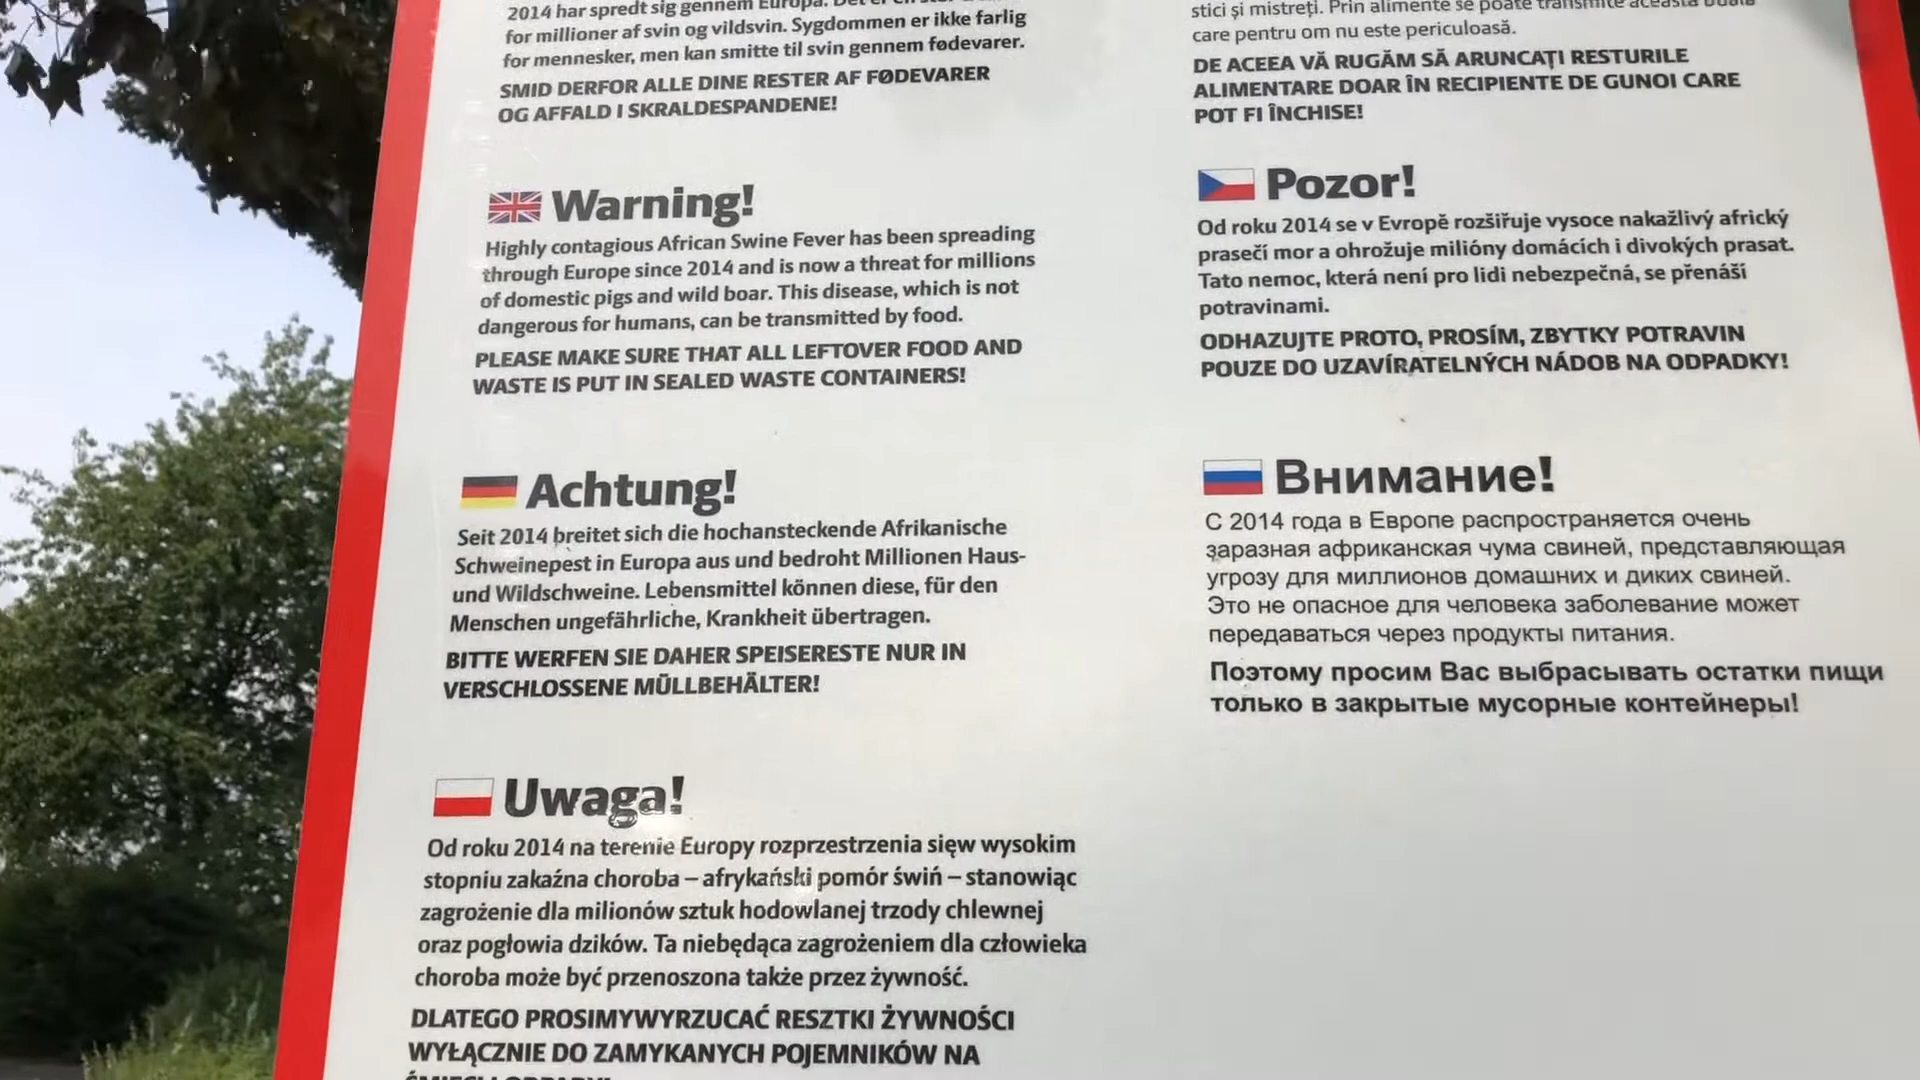 2014 har spredt sig gennem Europa. Det er en
for millioner af svin og vildsvin. Sygdommen er ikke farlig
for mennesker, men kan smitte til svin gennem fødevarer.
SMID DERFOR ALLE DINE RESTER AF FØDEVARER
OG AFFALD I SKRALDESPANDENE!
Warning!
Highly contagious African Swine Fever has been spreading
through Europe since 2014 and is now a threat for millions
of domestic pigs and wild boar. This disease, which is not
dangerous for humans, can be transmitted by food.
PLEASE MAKE SURE THAT ALL LEFTOVER FOOD AND
WASTE IS PUT IN SEALED WASTE CONTAINERS!
Achtung!
Seit 2014 breitet sich die hochansteckende Afrikanische
Schweinepest in Europa aus und bedroht Millionen Haus-
und Wildschweine. Lebensmittel können diese, für den
Menschen ungefährliche, Krankheit übertragen.
BITTE WERFEN SIE DAHER SPEISERESTE NUR IN
VERSCHLOSSENE MÜLLBEHÄLTER!
Uwaga!
Od roku 2014 na terenie Europy rozprzestrzenia sięw wysokim
stopniu zakaźna choroba – afrykański pomór świń – stanowiąc
zagrożenie dla milionów sztuk hodowlanej trzody chlewnej
oraz pogłowia dzików. Ta niebędąca zagrożeniem dla człowieka
choroba może być przenoszona także przez żywność.
DLATEGO PROSIMYWYRZUCAĆ RESZTKI ŻYWNOŚCI
WYŁĄCZNIE DO ZAMYKANYCH POJEMNIKÓW NA
stici și mistreți. Prin alimente se poate transmite această boală
care pentru om nu este periculoasă.
DE ACEEA VĂ RUGĂM SĂ ARUNCAȚI RESTURILE
ALIMENTARE DOAR ÎN RECIPIENTE DE GUNOI CARE
POT FI ÎNCHISE!
Pozor!
Od roku 2014 se v Evropě rozšiřuje vysoce nakažlivý africký
prasečí mor a ohrožuje milióny domácích i divokých prasat.
Tato nemoc, která není pro lidi nebezpečná, se přenáší
potravinami.
ODHAZUJTE PROTO, PROSÍM, ZBYTKY POTRAVIN
POUZE DO UZAVÍRATELNÝCH NÁDOB NA ODPADKY!
Внимание!
С 2014 года в Европе распространяется очень
заразная африканская чума свиней, представляющая
угрозу для миллионов домашних и диких свиней.
Это не опасное для человека заболевание может
передаваться через продукты питания.
Поэтому просим Вас выбрасывать остатки пищи
только в закрытые мусорные контейнеры!